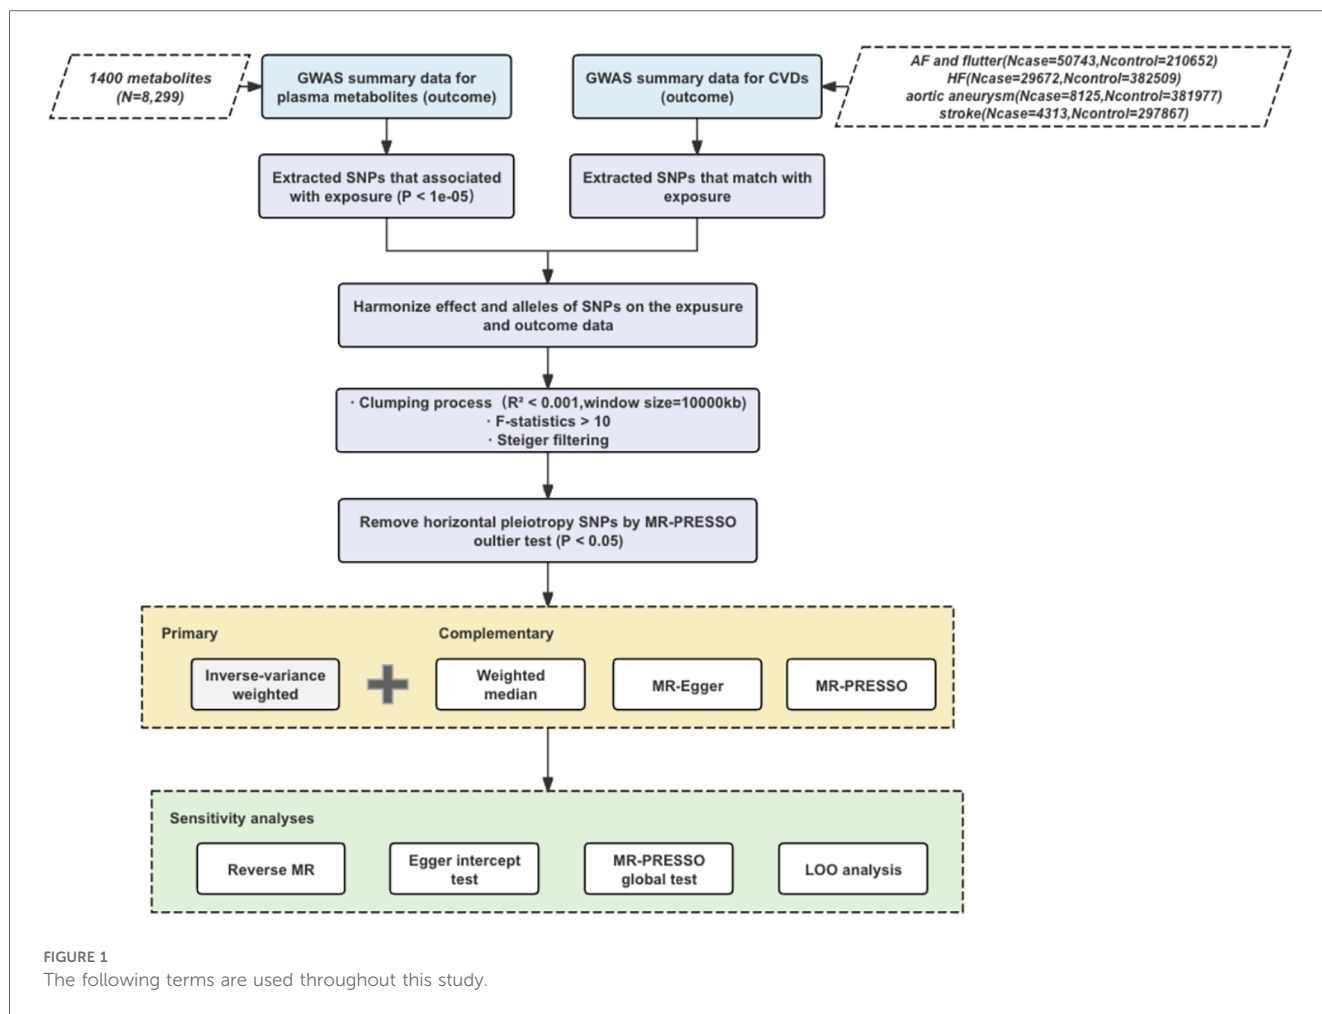 1400 metabolites
(N=8,299)
GWAS summary data for
plasma metabolites (outcome)
GWAS summary data for CVDs
(outcome)
AF and flutter(Ncase=50743,Ncontrol=210652)
HF(Ncase=29672,Ncontrol=382509)
aortic aneurysm(Ncase=8125,Ncontrol=381977)
stroke(Ncase=4313,Ncontrol=297867)
Extracted SNPs that associated
with exposure (P < 1e-05)
Extracted SNPs that match with
exposure
Harmonize effect and alleles of SNPs on the expusure
and outcome data
· Clumping process（R² < 0.001,window size=10000kb)
· F-statistics > 10
· Steiger filtering
Remove horizontal pleiotropy SNPs by MR-PRESSO
oultier test (P < 0.05)
Primary
Complementary
Inverse-variance
weighted
Weighted
median
MR-Egger
MR-PRESSO
Sensitivity analyses
Reverse MR
Egger intercept
test
MR-PRESSO
global test
LOO analysis
FIGURE 1
The following terms are used throughout this study.